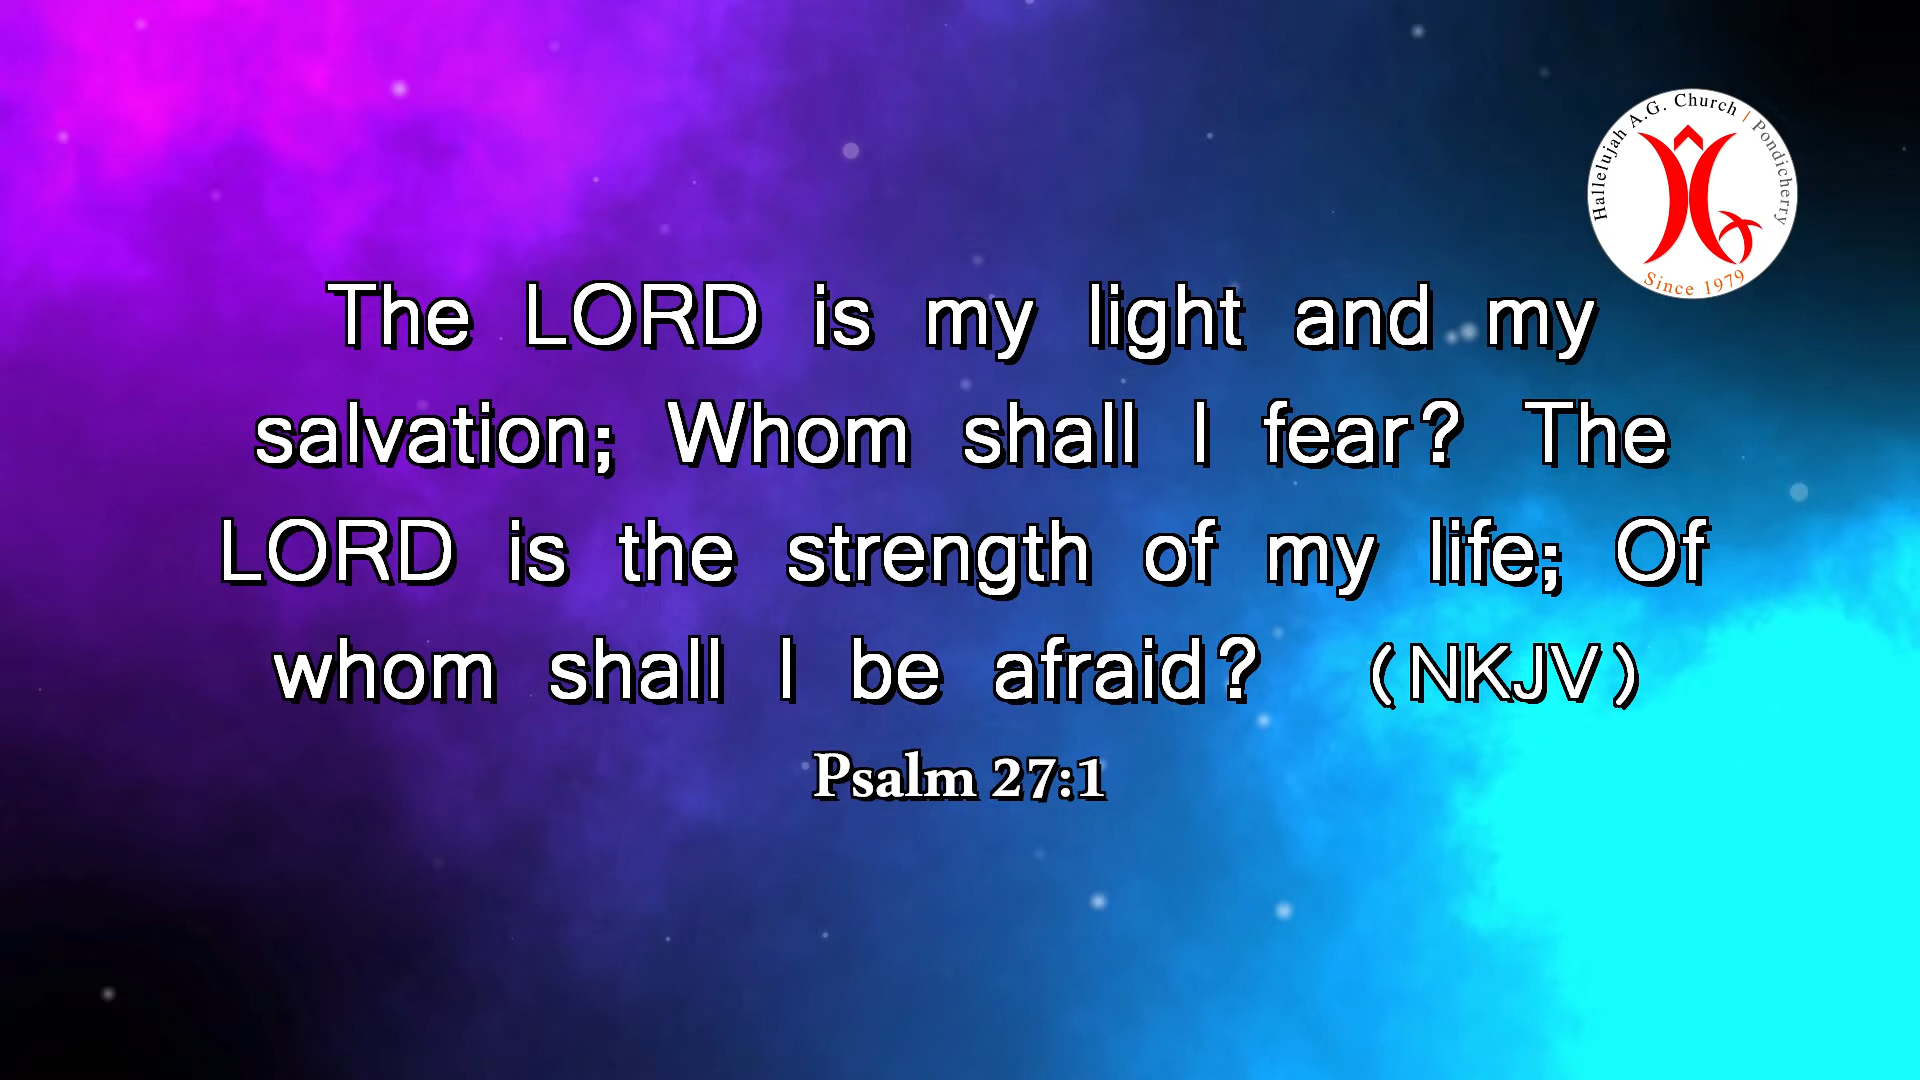 Hallelujah A.G. Church | Pondicherry
Since 1979
The LORD is my light and my
salvation; Whom shall I fear? The
LORD is the strength of my life; Of
whom shall I be afraid? (NKJV)
Psalm 27:1